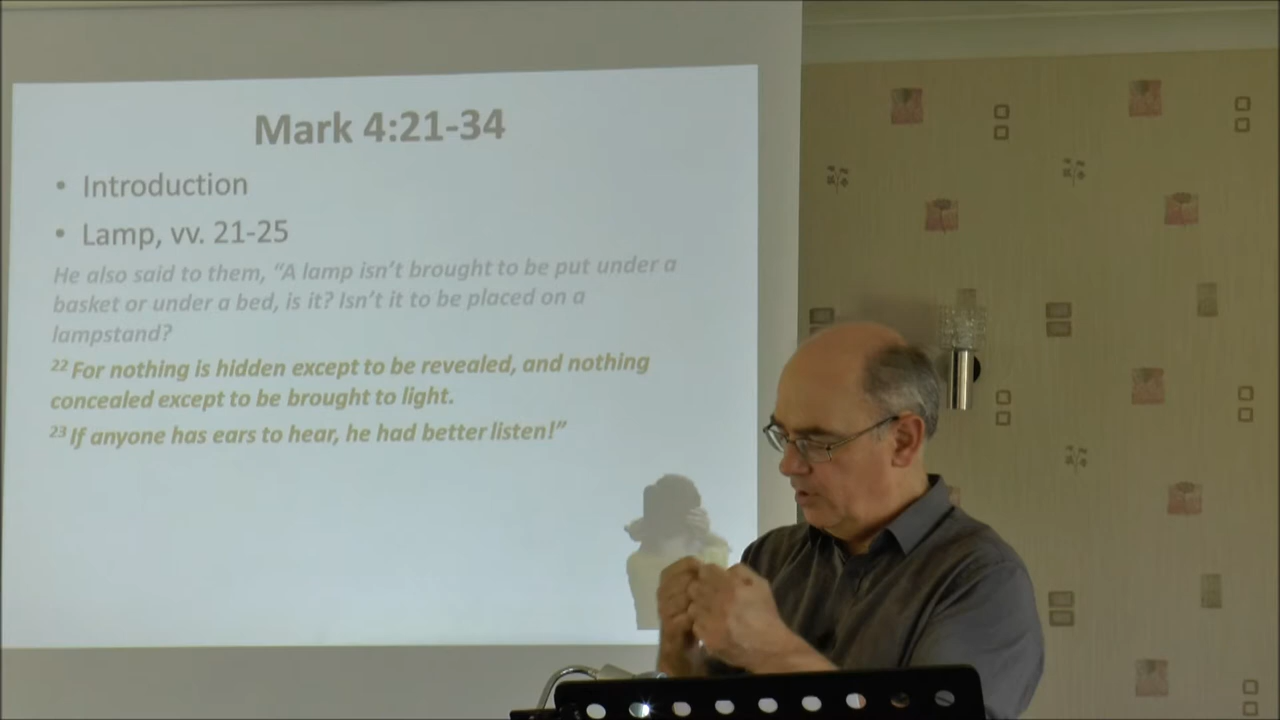 Mark 4:21-34
• Introduction
• Lamp, vv. 21-25
He also said to them, “A lamp isn’t brought to be put under a
basket or under a bed, is it? Isn’t it to be placed on a
lampstand?
²² For nothing is hidden except to be revealed, and nothing
concealed except to be brought to light.
²³ If anyone has ears to hear, he had better listen!”